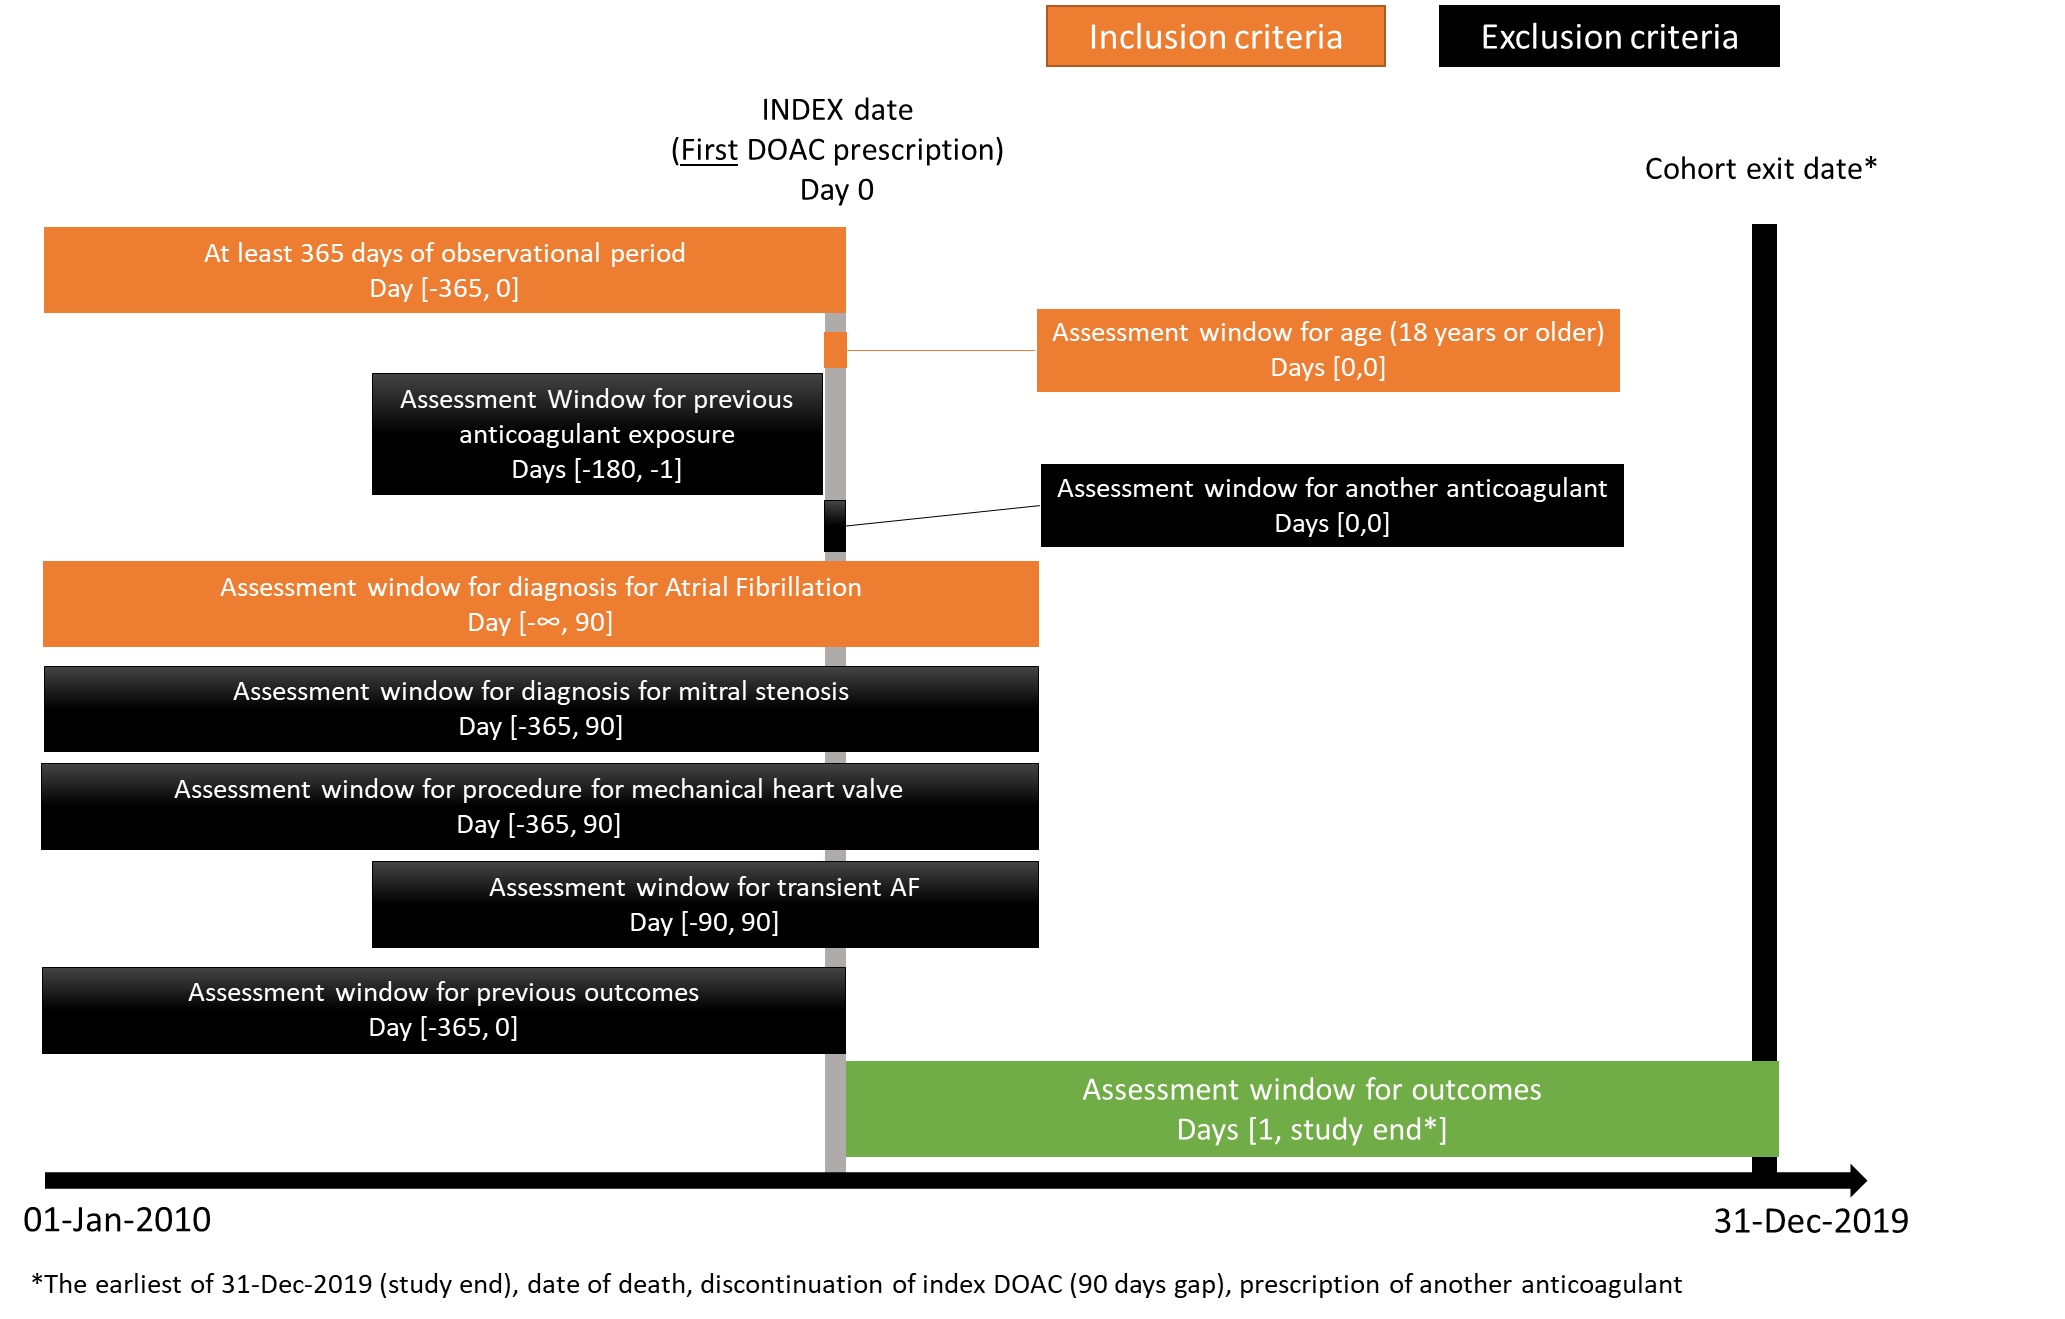 Inclusion criteria
Exclusion criteria
INDEX date
(First DOAC prescription)
Day 0
Cohort exit date*
At least 365 days of observational period
Day [-365, 0]
Assessment window for age (18 years or older)
Days [0,0]
Assessment Window for previous
anticoagulant exposure
Days [-180, -1]
Assessment window for another anticoagulant
Days [0,0]
Assessment window for diagnosis for Atrial Fibrillation
Day [-∞, 90]
Assessment window for diagnosis for mitral stenosis
Day [-365, 90]
Assessment window for procedure for mechanical heart valve
Day [-365, 90]
Assessment window for transient AF
Day [-90, 90]
Assessment window for previous outcomes
Day [-365, 0]
Assessment window for outcomes
Days [1, study end*]
01-Jan-2010
31-Dec-2019
*The earliest of 31-Dec-2019 (study end), date of death, discontinuation of index DOAC (90 days gap), prescription of another anticoagulant